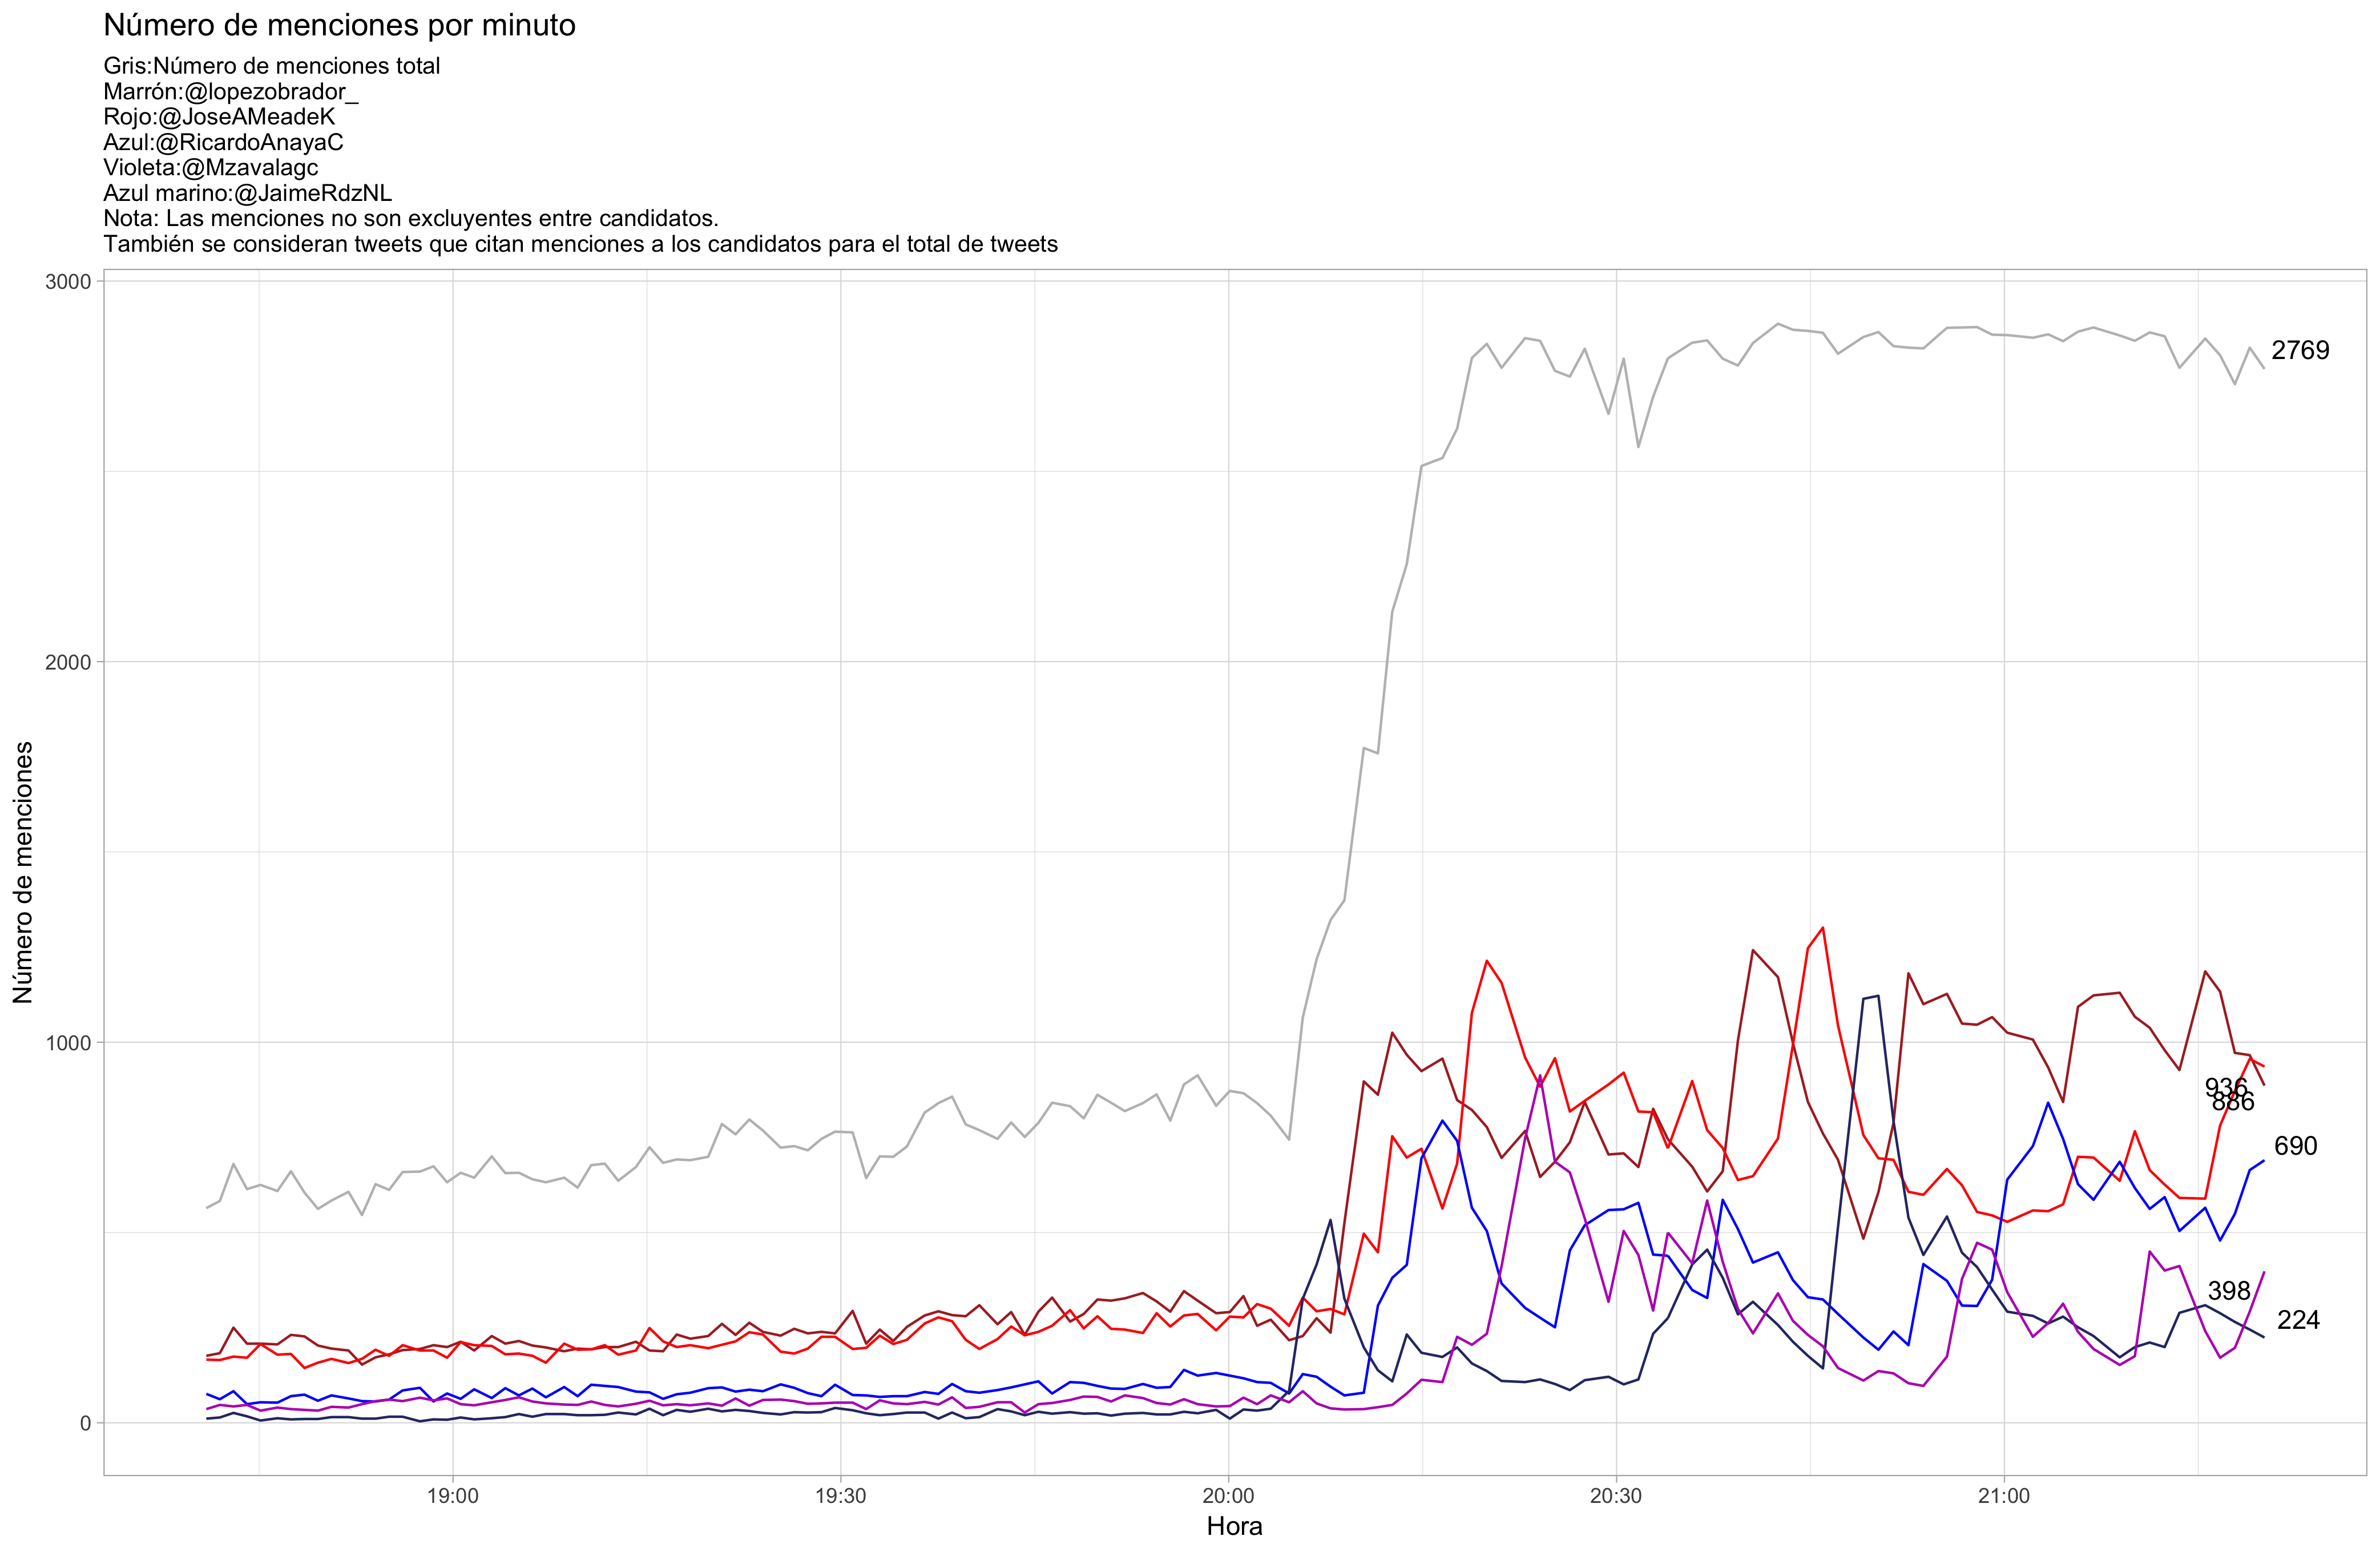 Número de menciones por minuto
Gris:Número de menciones total
Marrón:@lopezobrador_
Rojo:@JoseAMeadeK
Azul:@RicardoAnayaC
Violeta:@Mzavalagc
Azul marino:@JaimeRdzNL
Nota: Las menciones no son excluyentes entre candidatos.
También se consideran tweets que citan menciones a los candidatos para el total de tweets
3000
2000
1000
0
Número de menciones
2769
936
886
690
398
224
19:00
19:30
20:00
20:30
21:00
Hora